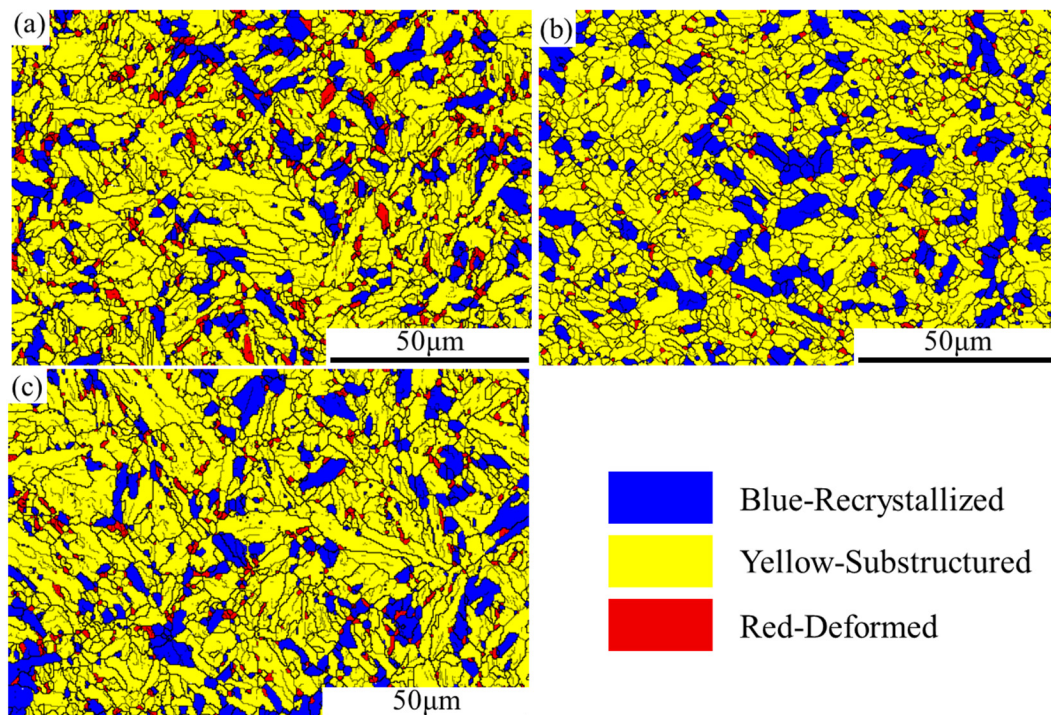 (a)
(b)
50μm
50μm
(c)
Blue-Recrystallized
Yellow-Substructured
Red-Deformed
50μm